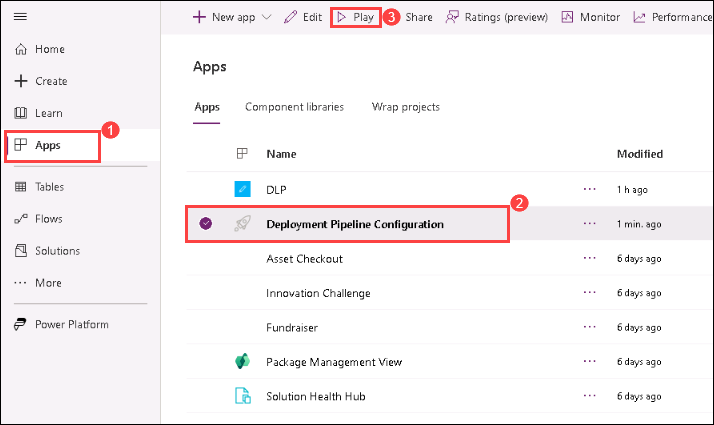 New app Edit Play 3 Share Ratings (preview) Monitor Performance
Home
Create
Learn
Apps 1
Tables
Flows
Solutions
More
Power Platform
Apps
Apps Component libraries Wrap projects
Name Modified
DLP 1 h ago
2
Deployment Pipeline Configuration 1 min. ago
Asset Checkout 6 days ago
Innovation Challenge 6 days ago
Fundraiser 6 days ago
Package Management View 6 days ago
Solution Health Hub 6 days ago